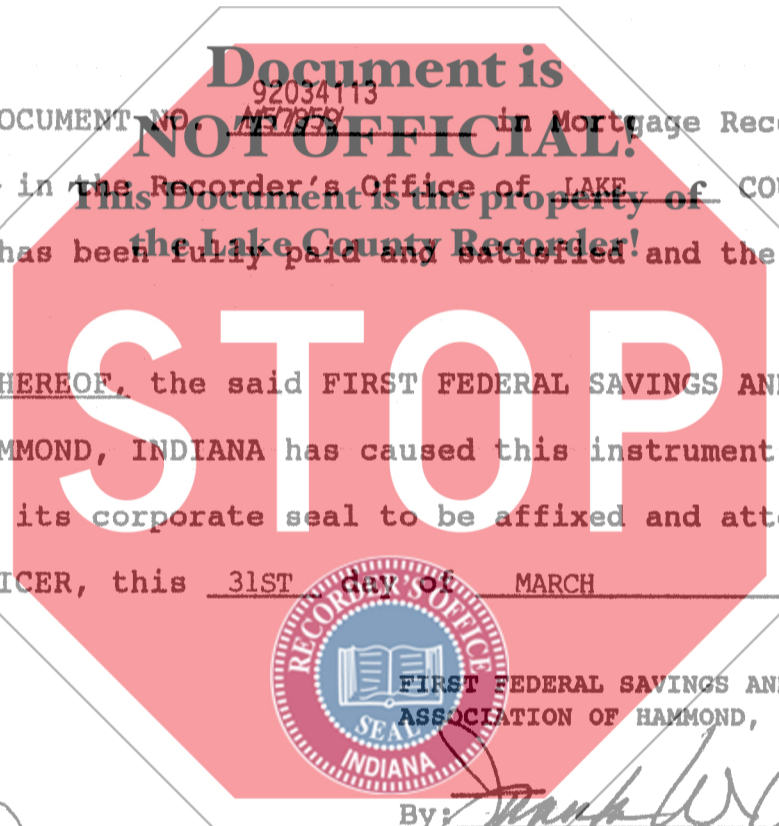 Document is
92034113
OCUMENT NO. in Mortgage Rec
NOT OFFICIAL!
in the Recorder's Office of LAKE CO
This Document is the property of
the Lake County Recorder!
has been fully paid and satisfied and the
STOP
HEREOF, the said FIRST FEDERAL SAVINGS AN
MMOND, INDIANA has caused this instrument
its corporate seal to be affixed and att
ICER, this 31ST day of MARCH
RECORDER'S OFFICE
SEAL
INDIANA
FIRST FEDERAL SAVINGS AN
ASSOCIATION OF HAMMOND,
By: